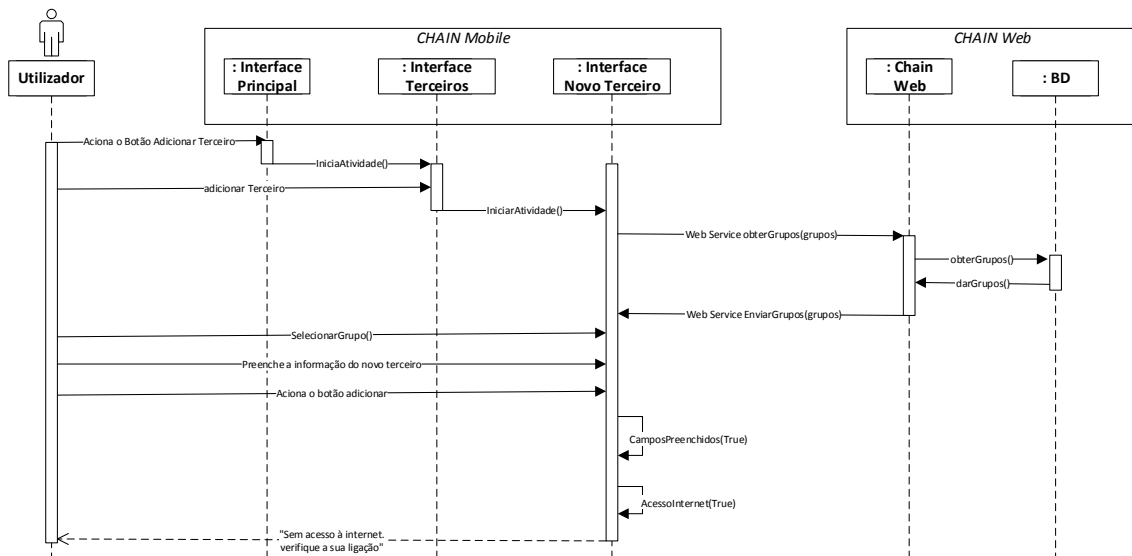 CHAIN Mobile
CHAIN Web
Utilizador
: Interface
Principal
: Interface
Terceiros
: Interface
Novo Terceiro
: Chain
Web
: BD
Aciona o Botão Adicionar Terceiro
IniciaAtividade()
adicionar Terceiro
IniciarAtividade()
Web Service obterGrupos(grupos)
obterGrupos()
darGrupos()
Web Service EnviarGrupos(grupos)
SelecionarGrupo()
Preenche a informação do novo terceiro
Aciona o botão adicionar
CamposPreenchidos(True)
AcessoInternet(True)
"Sem acesso à internet.
verifique a sua ligação"